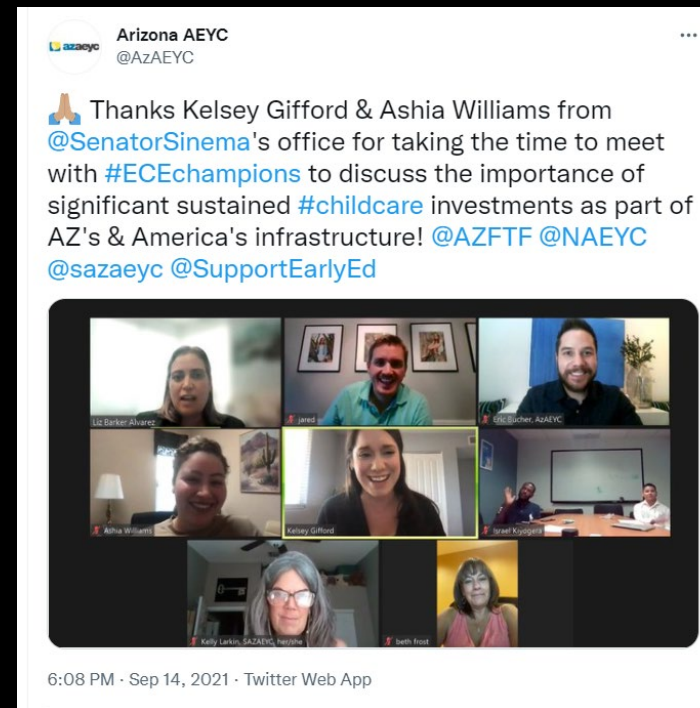 azaeyc
Arizona AEYC
@AzAEYC
🙏🏽 Thanks Kelsey Gifford & Ashia Williams from
@SenatorSinema's office for taking the time to meet
with #ECEchampions to discuss the importance of
significant sustained #childcare investments as part of
AZ's & America's infrastructure! @AZFTF @NAEYC
@sazaeyc @SupportEarlyEd
Liz Barker Alvarez
jared
Eric Bucher, AzAEYC
Ashia Williams
Kelsey Gifford
Israel Kiyogera
Kelly Larkin, SAZAEYC, her/she
beth frost
6:08 PM · Sep 14, 2021 · Twitter Web App